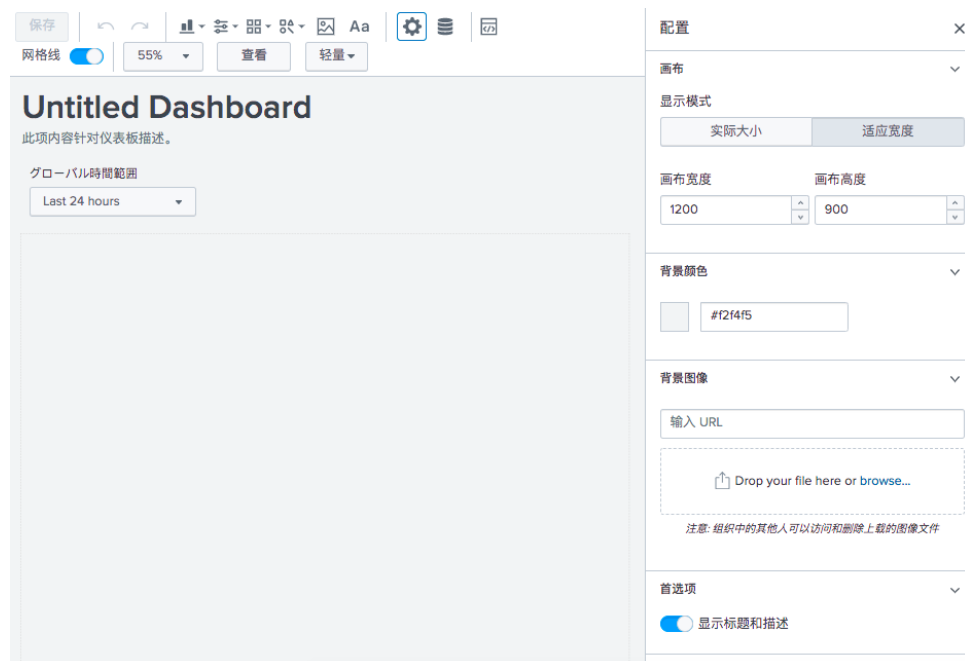 保存
Aa
网格线
55%
查看
轻量
Untitled Dashboard
此项内容针对仪表板描述。
グローバル時間範囲
Last 24 hours
配置
画布
显示模式
实际大小
适应宽度
画布宽度
画布高度
1200
900
背景颜色
#f2f4f5
背景图像
输入 URL
Drop your file here or browse...
注意: 组织中的其他人可以访问和删除上载的图像文件
首选项
显示标题和描述